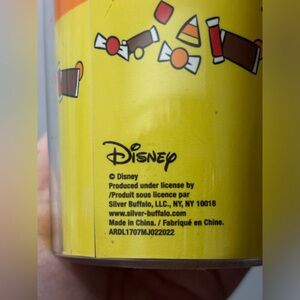 Disney
© Disney
Produced under license by
/Produit sous licence par
Silver Buffalo, LLC., NY, NY 10018
www.silver-buffalo.com
Made in China. / Fabriqué en Chine.
ARDL1707MJ022022